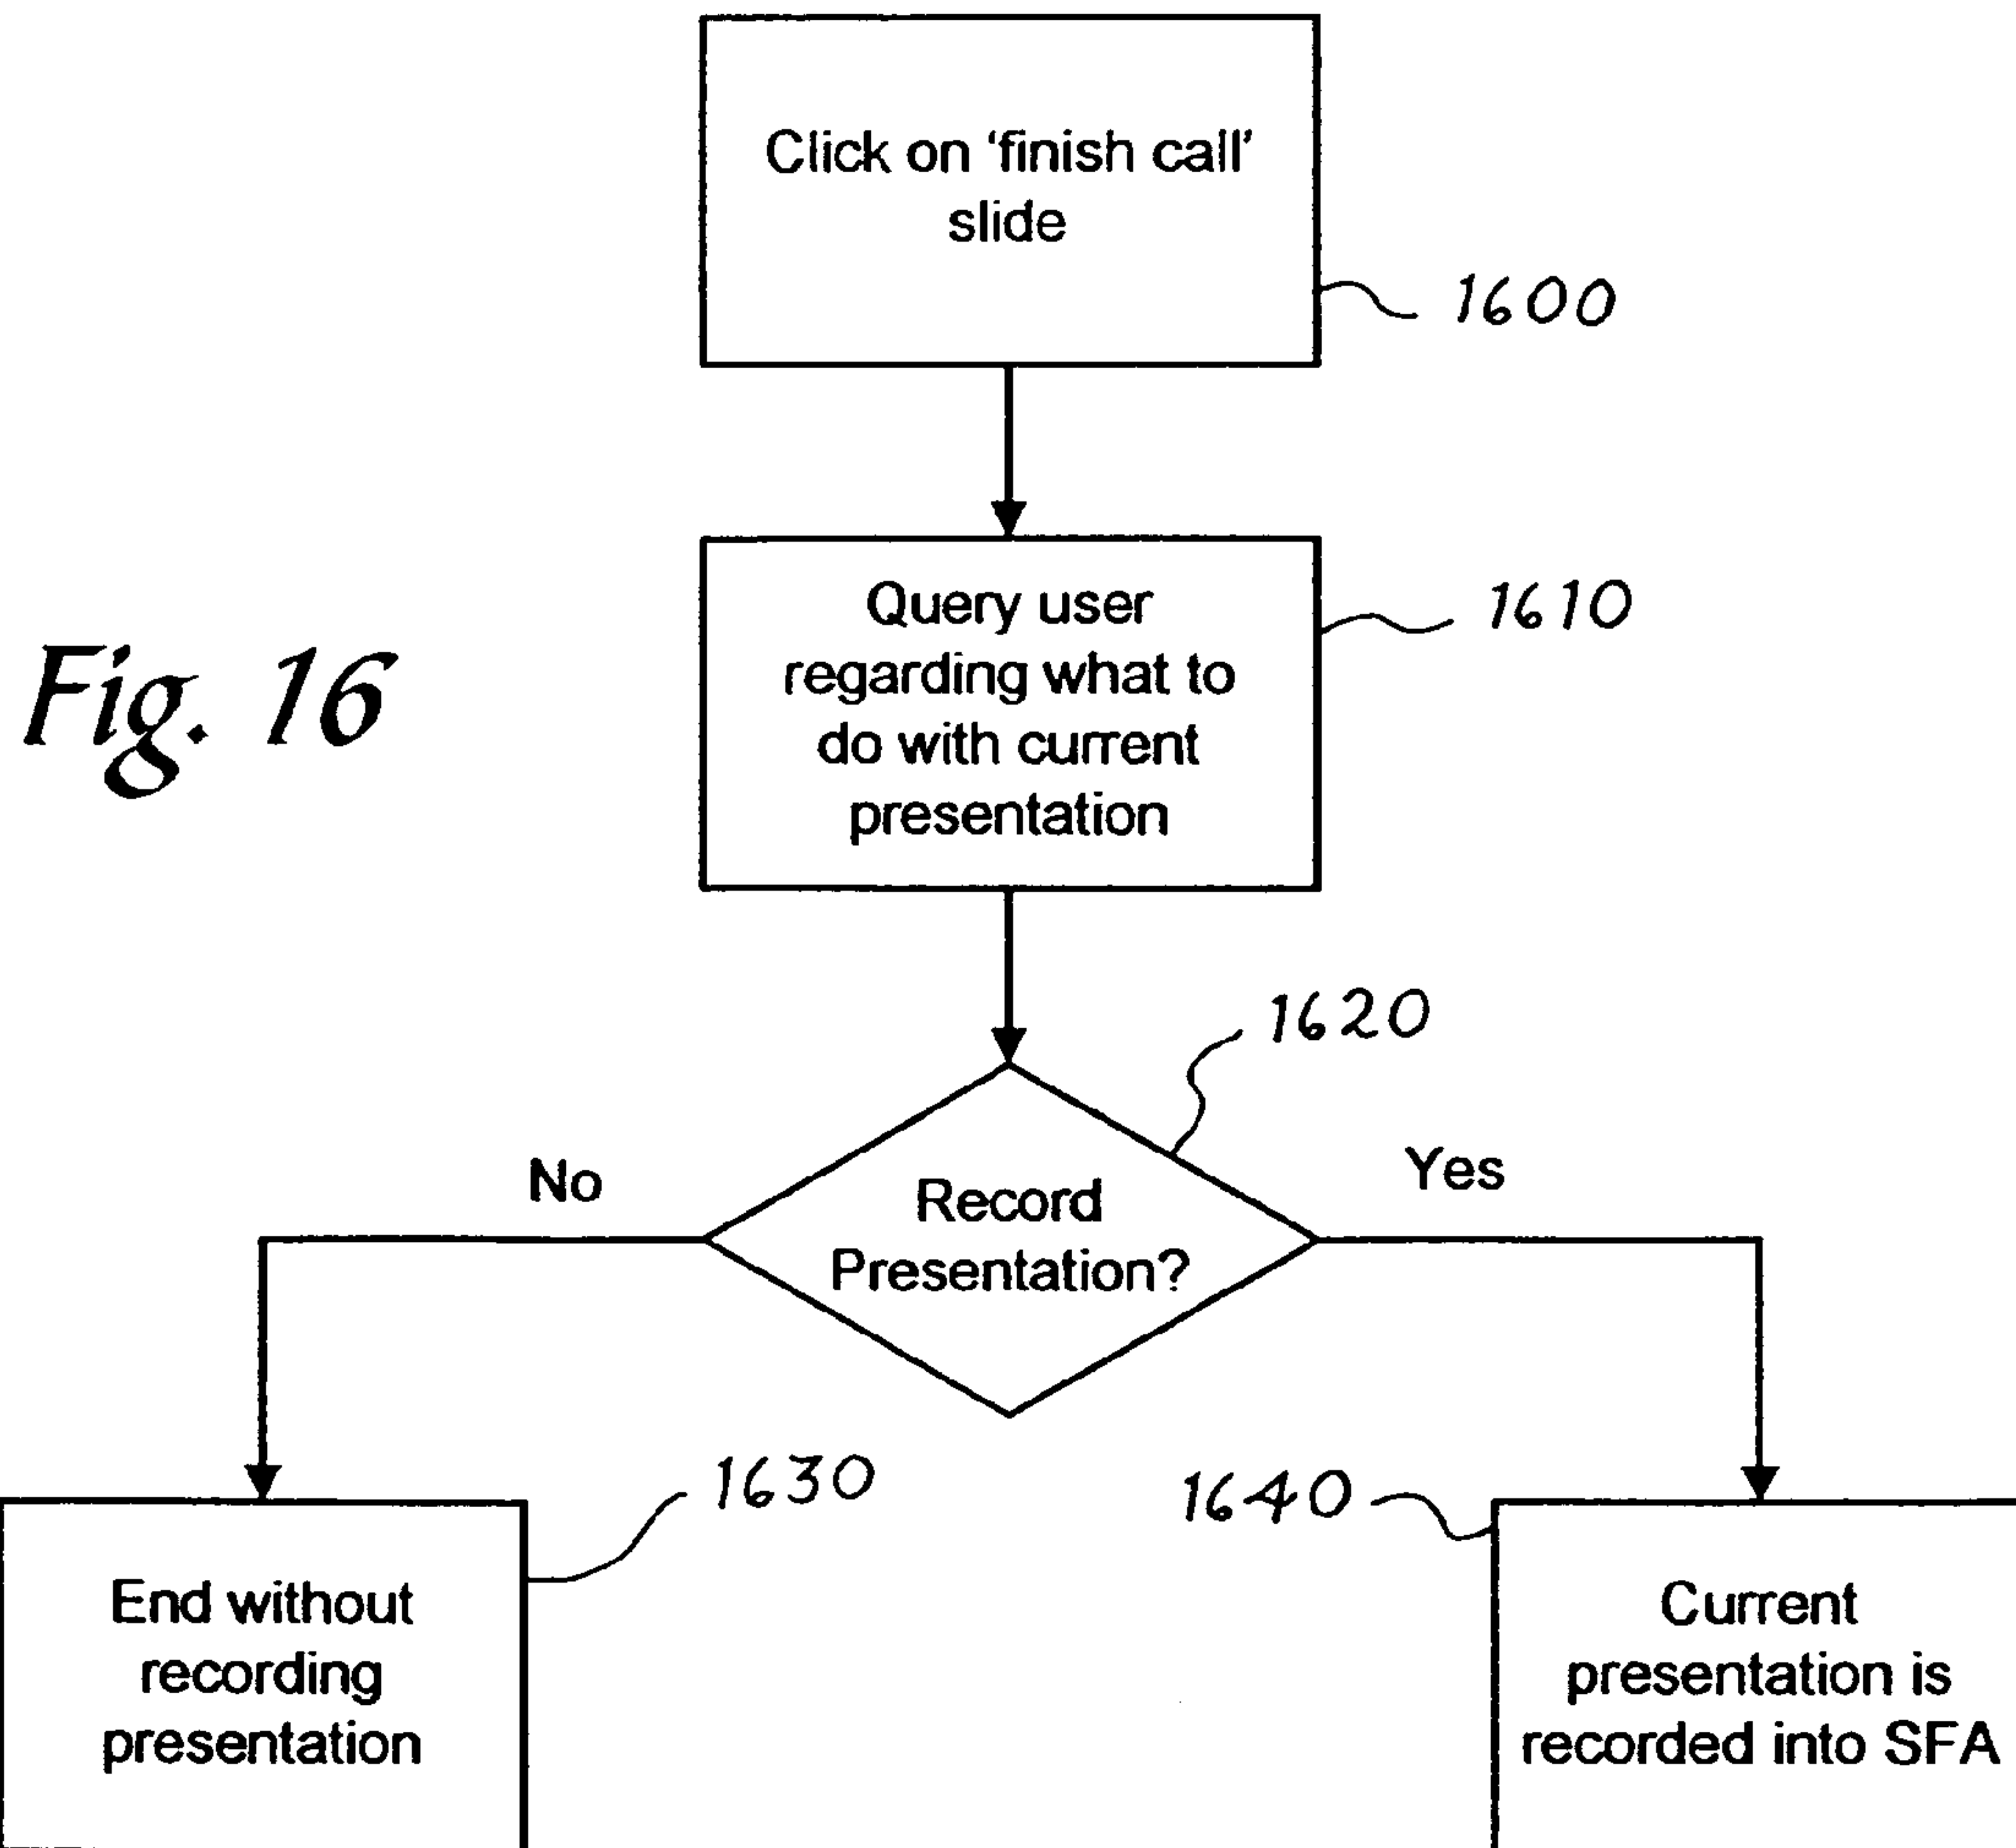 Click on ‘finish call’
slide
1600
Query user
regarding what to
do with current
presentation
1610
Fig. 16
1620
No
Record
Presentation?
Yes
1630
1640
End without
recording
presentation
Current
presentation is
recorded into SFA